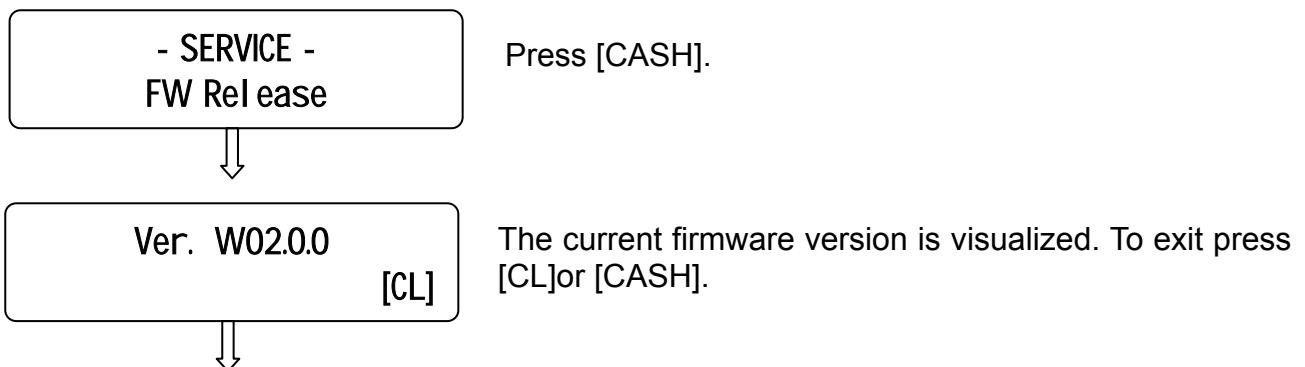 - SERVICE -
FW Release
Press [CASH].
Ver. W02.0.0
[CL]
The current firmware version is visualized. To exit press
[CL]or [CASH].